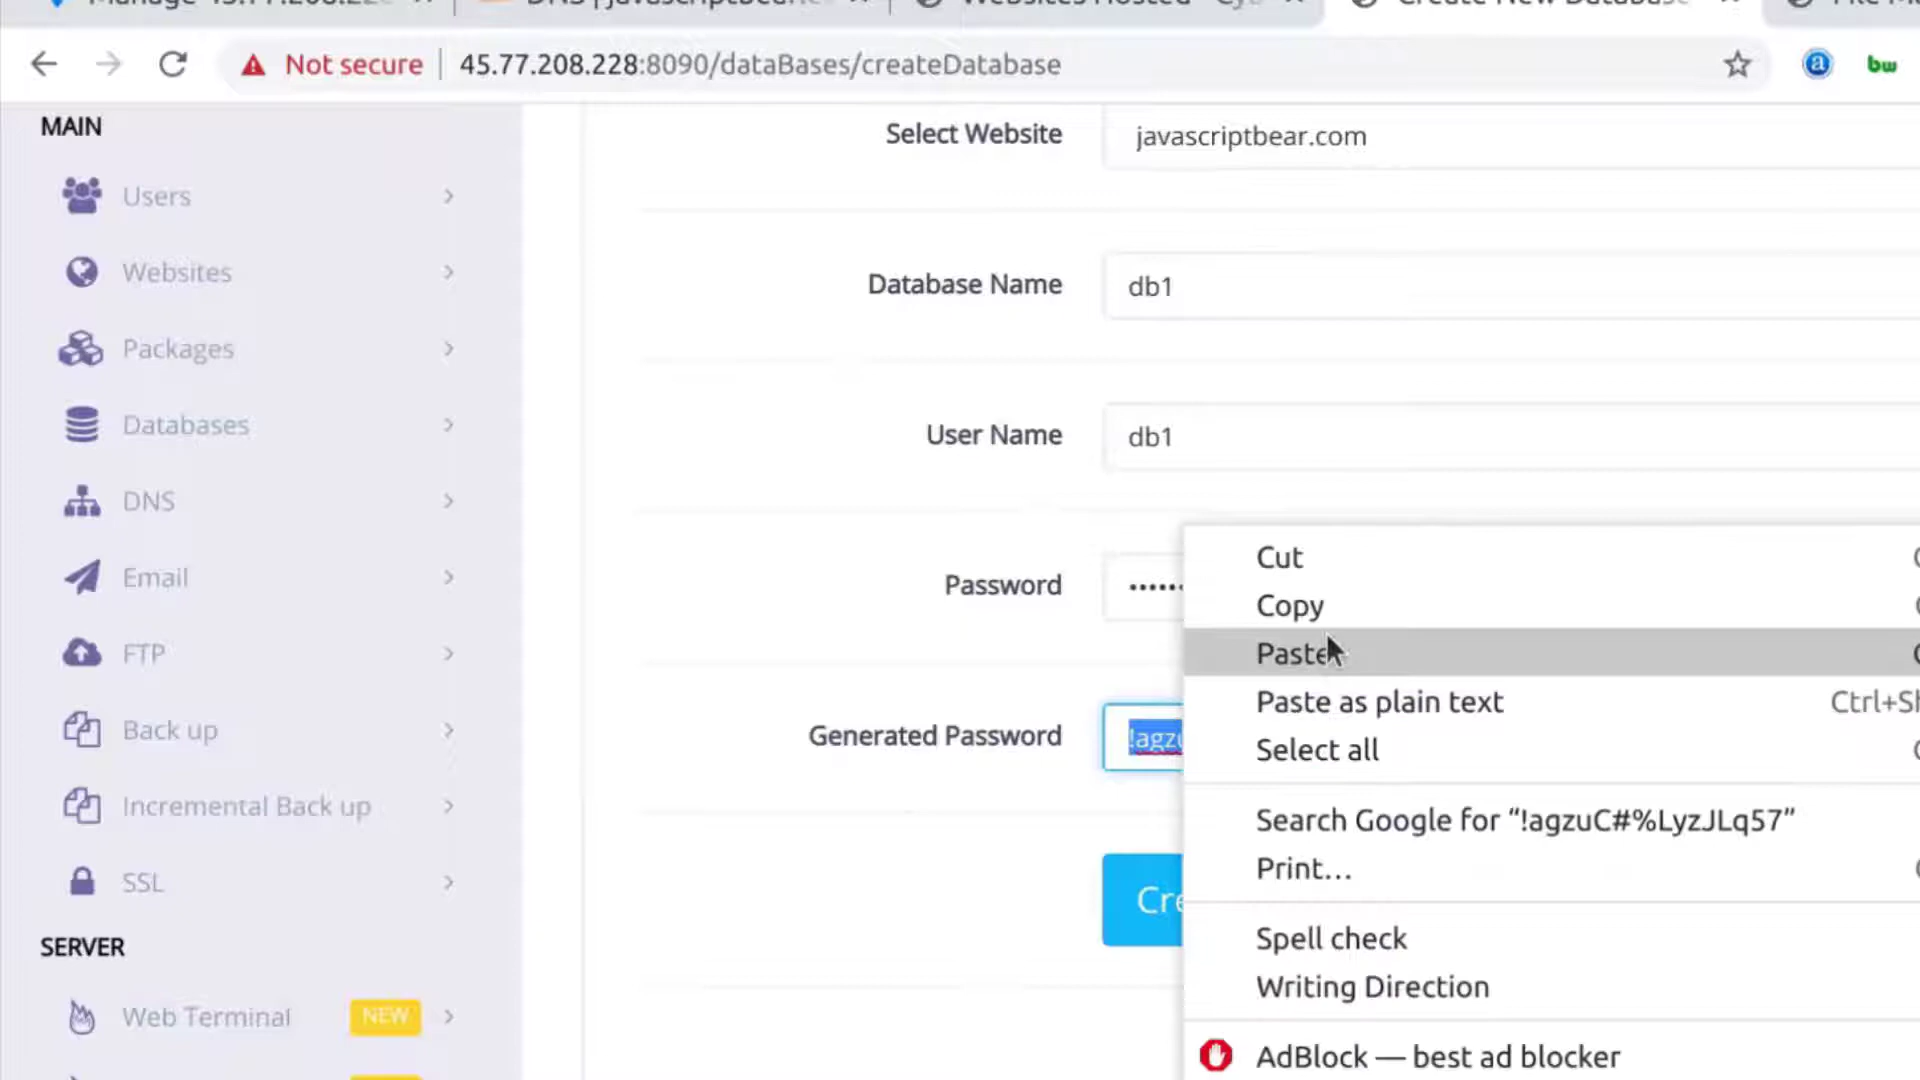 Not secure
45.77.208.228:8090/dataBases/createDatabase
bw
MAIN
Select Website
javascriptbear.com
Users
Websites
Database Name
db1
Packages
Databases
User Name
db1
DNS
Cut
Email
Password
Copy
FTP
Paste
Paste as plain text
Ctrl+Sh
Back up
Generated Password
!agzu
Select all
Incremental Back up
Search Google for “!agzuC#%LyzJLq57”
Print...
SSL
Cre
SERVER
Spell check
Writing Direction
Web Terminal
NEW
AdBlock — best ad blocker